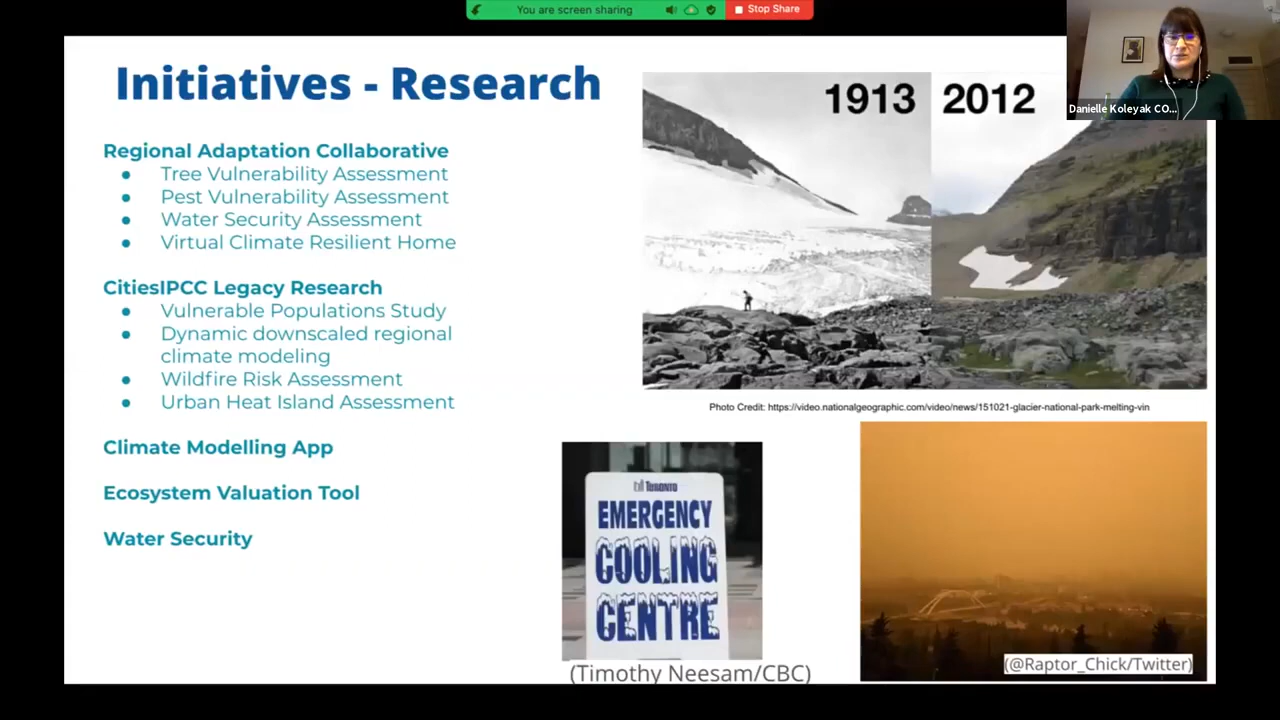 You are screen sharing
Stop Share
Danielle Koleyak CO...
Initiatives - Research
Regional Adaptation Collaborative
● Tree Vulnerability Assessment
● Pest Vulnerability Assessment
● Water Security Assessment
● Virtual Climate Resilient Home
CitiesIPCC Legacy Research
● Vulnerable Populations Study
● Dynamic downscaled regional
climate modeling
● Wildfire Risk Assessment
● Urban Heat Island Assessment
Climate Modelling App
Ecosystem Valuation Tool
Water Security
1913 2012
Photo Credit: https://video.nationalgeographic.com/video/news/151021-glacier-national-park-melting-vin
TORONTO
EMERGENCY
COOLING
CENTRE
(Timothy Neesam/CBC)
(@Raptor_Chick/Twitter)